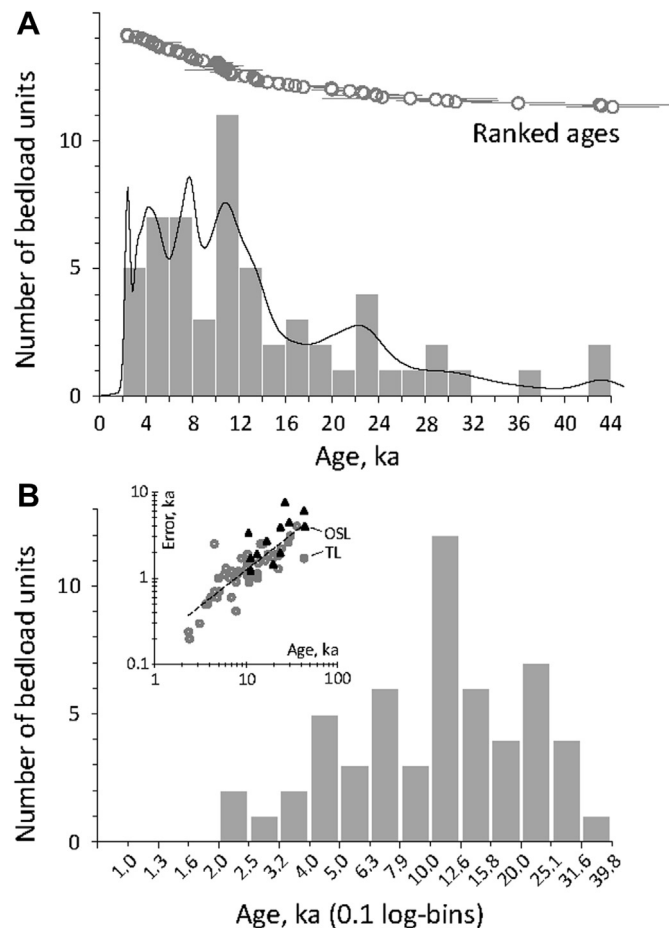 A
Number of bedload units
10
5
0
Ranked ages
0 4 8 12 16 20 24 28 32 36 40 44
Age, ka
B
Number of bedload units
10
5
0
Error, ka
10
1
0.1
OSL
TL
Age, ka
1 10 100
1.0 1.3 1.6 2.0 2.5 3.2 4.0 5.0 6.3 7.9 10.0 12.6 15.8 20.0 25.1 31.6 39.8
Age, ka (0.1 log-bins)